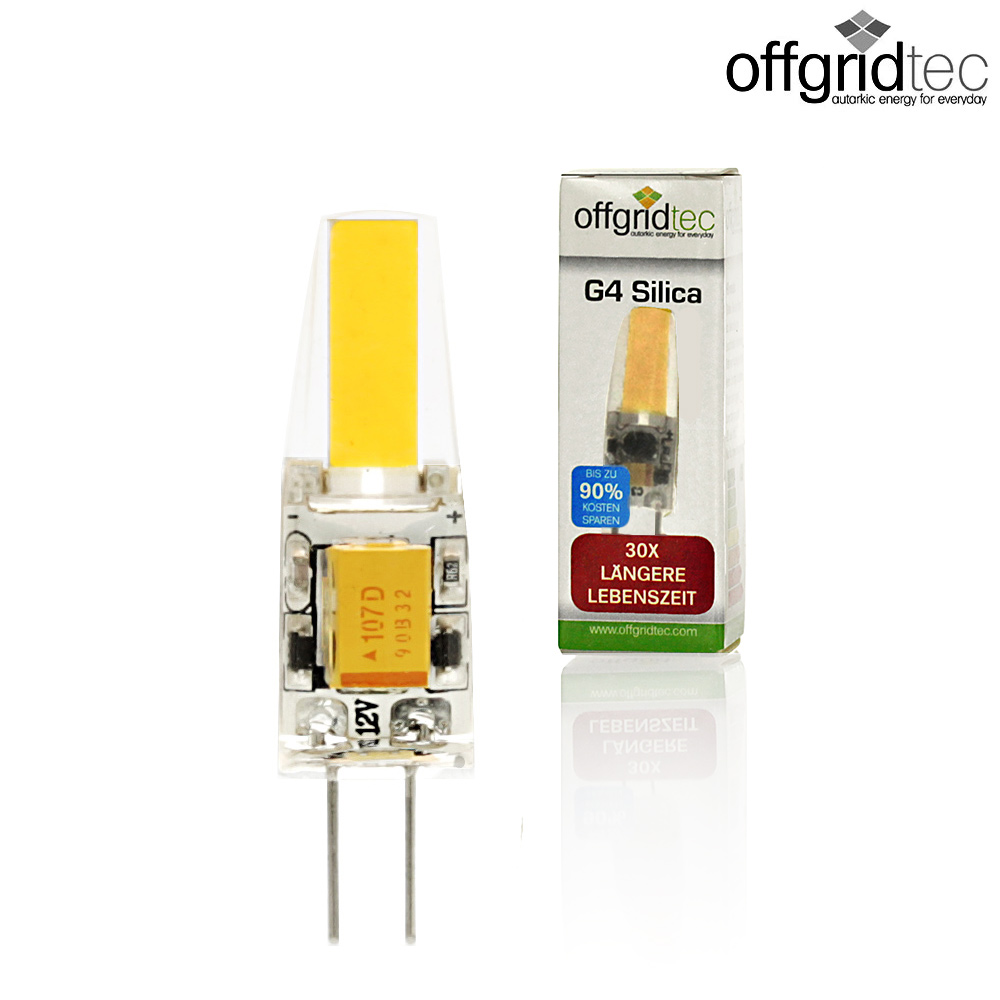 offgridtec
autarkic energy for everyday
offgridtec
autarkic energy for everyday
G4 Silica
BIS ZU
90%
KOSTEN
SPAREN
30X
LÄNGERE
LEBENSZEIT
www.offgridtec.com
- +
R62
107D
90B32
12V